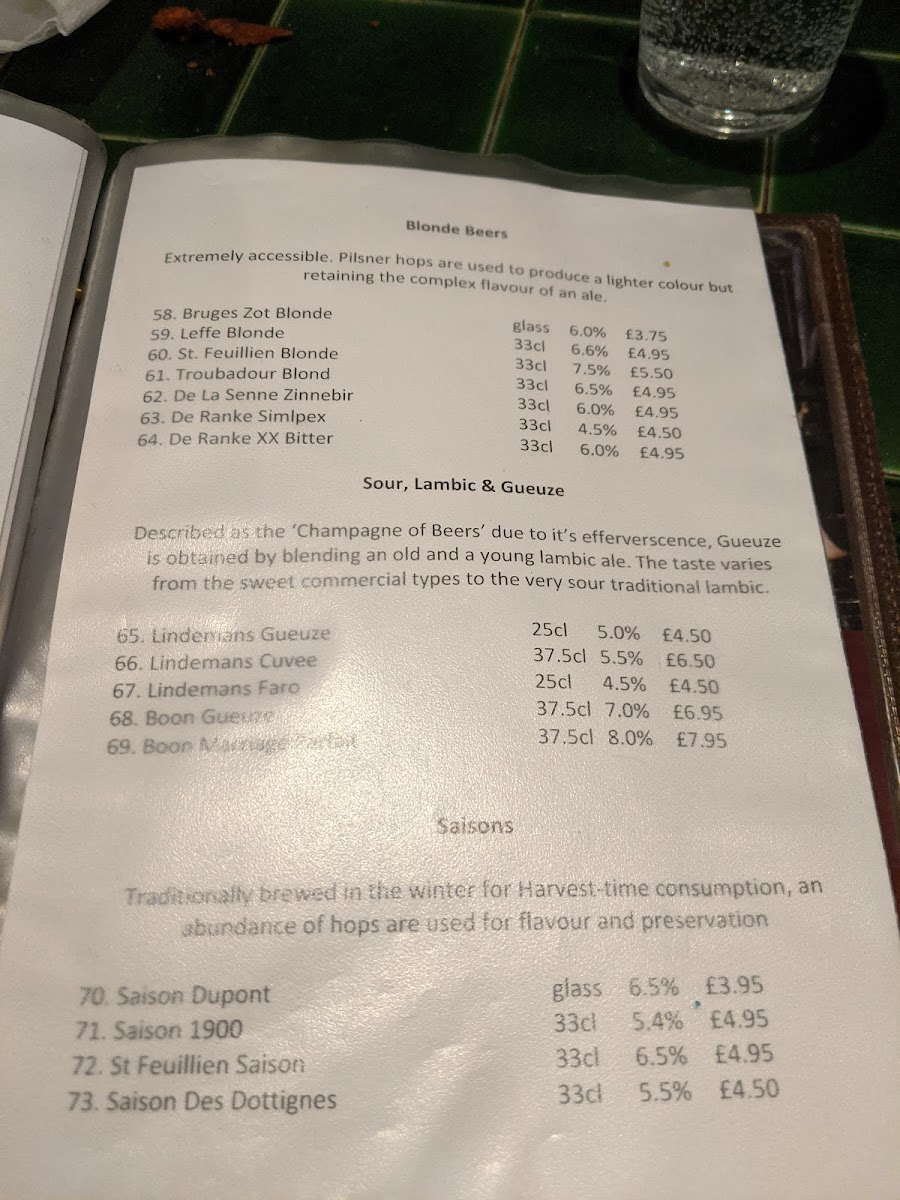 Blonde Beers
Extremely accessible. Pilsner hops are used to produce a lighter colour but
retaining the complex flavour of an ale.
58. Bruges Zot Blonde glass 6.0% £3.75
59. Leffe Blonde 33cl 6.6% £4.95
60. St. Feuillien Blonde 33cl 7.5% £5.50
61. Troubadour Blond 33cl 6.5% £4.95
62. De La Senne Zinnebir 33cl 6.0% £4.95
63. De Ranke Simlpex 33cl 4.5% £4.50
64. De Ranke XX Bitter 33cl 6.0% £4.95
Sour, Lambic & Gueuze
Described as the ‘Champagne of Beers’ due to it’s efferverscence, Gueuze
is obtained by blending an old and a young lambic ale. The taste varies
from the sweet commercial types to the very sour traditional lambic.
65. Lindemans Gueuze 25cl 5.0% £4.50
66. Lindemans Cuvee 37.5cl 5.5% £6.50
67. Lindemans Faro 25cl 4.5% £4.50
68. Boon Gueuze 37.5cl 7.0% £6.95
69. Boon Marriage Parfait 37.5cl 8.0% £7.95
Saisons
Traditionally brewed in the winter for Harvest-time consumption, an
abundance of hops are used for flavour and preservation
70. Saison Dupont glass 6.5% £3.95
71. Saison 1900 33cl 5.4% £4.95
72. St Feuillien Saison 33cl 6.5% £4.95
73. Saison Des Dottignes 33cl 5.5% £4.50